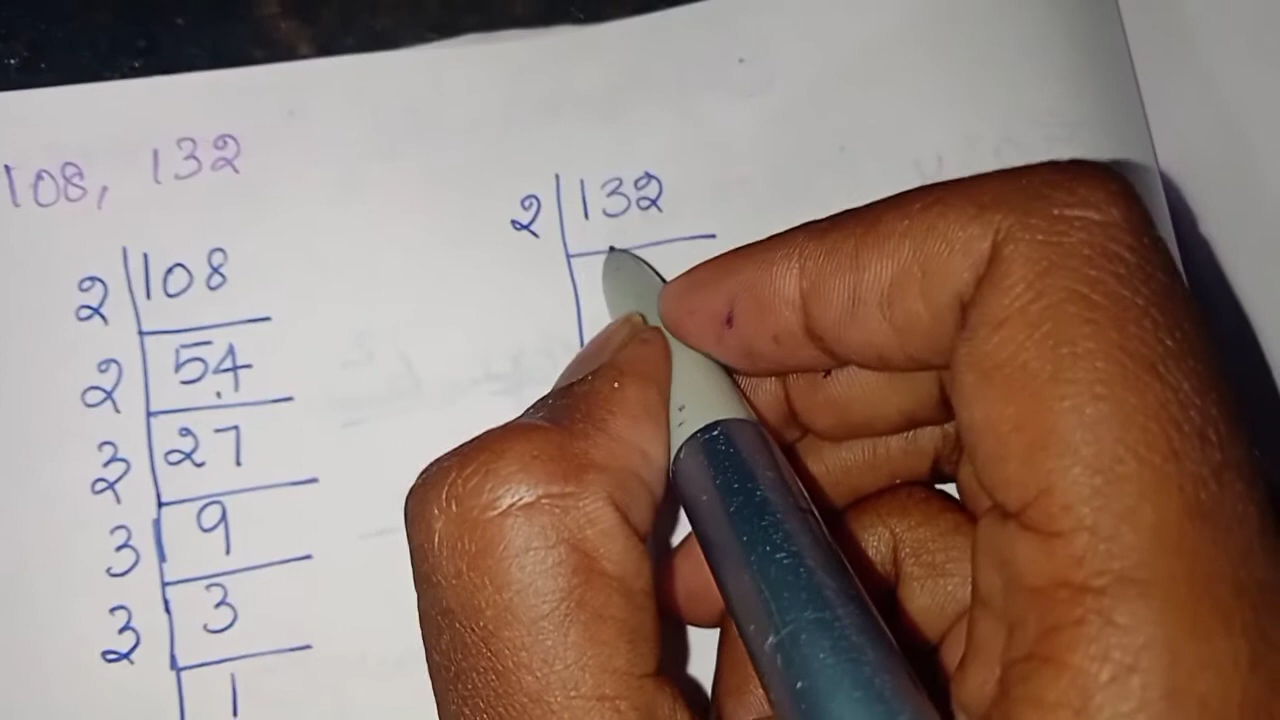 108, 132
2 | 108
2 | 54
3 | 27
3 | 9
3 | 3
1
2 | 132